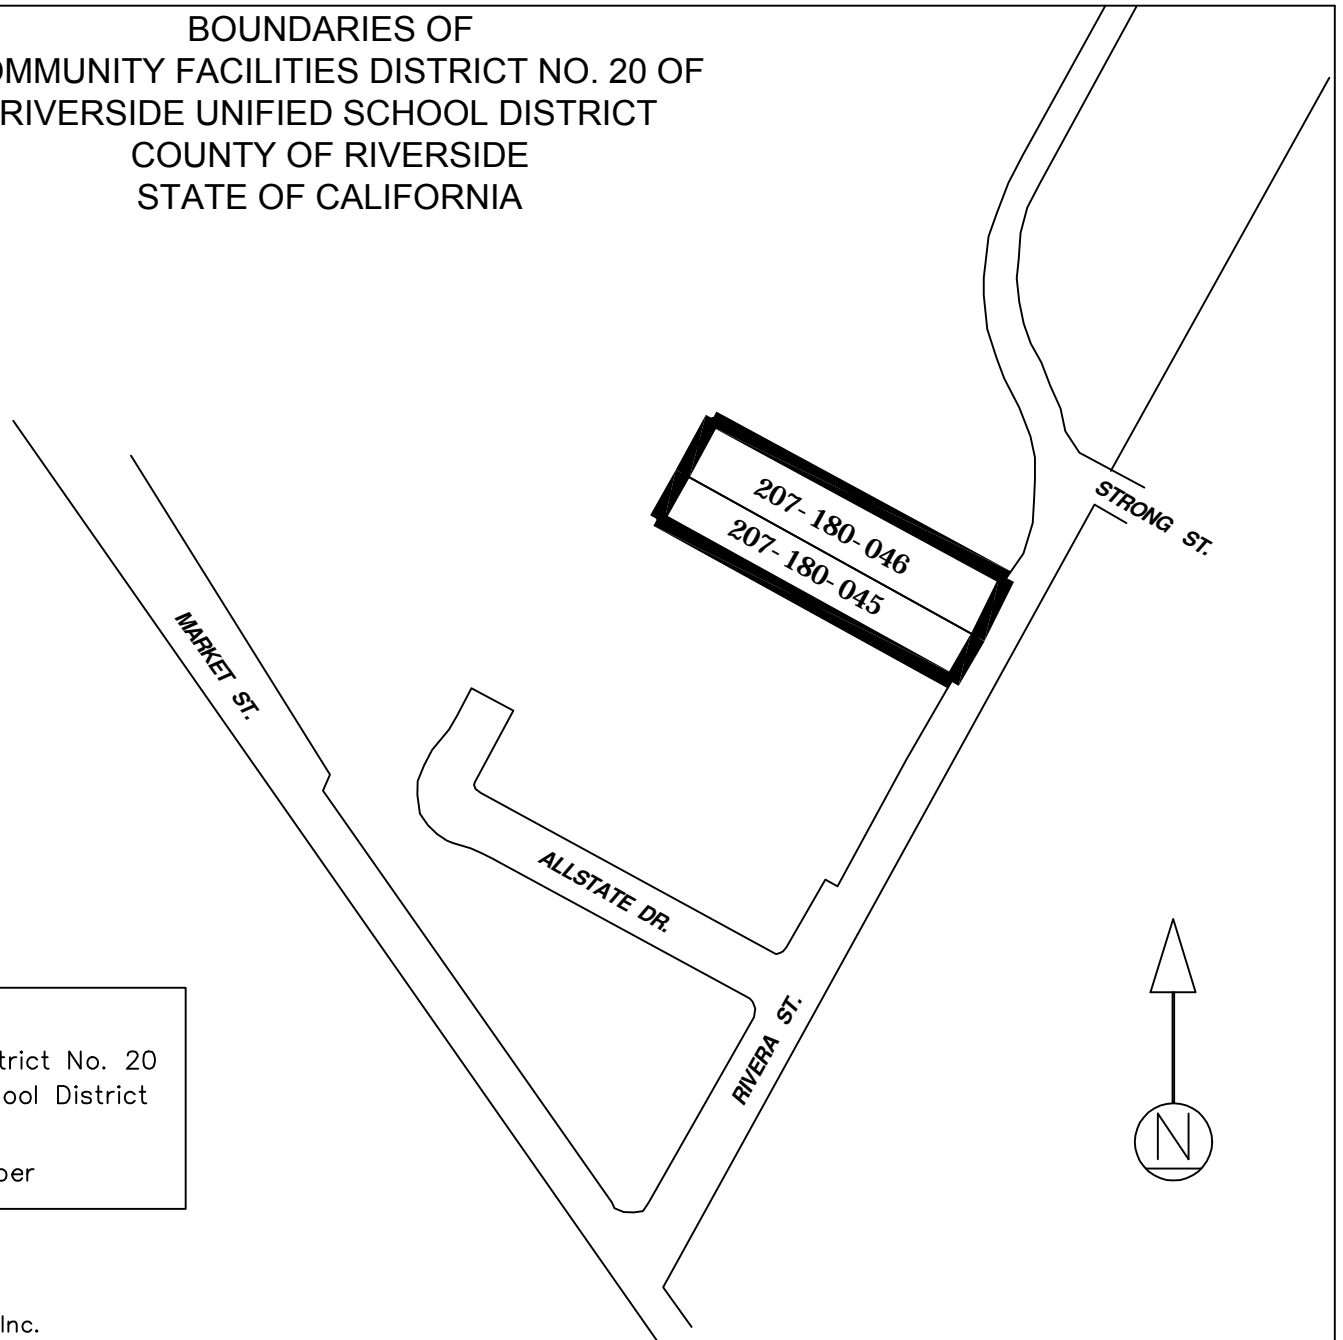 BOUNDARIES OF
OMMUNITY FACILITIES DISTRICT NO. 20 OF
RIVERSIDE UNIFIED SCHOOL DISTRICT
COUNTY OF RIVERSIDE
STATE OF CALIFORNIA
207-180-046
207-180-045
STRONG ST.
MARKET ST.
ALLSTATE DR.
RIVERA ST.
trict No. 20
ool District
ber
N
Inc.